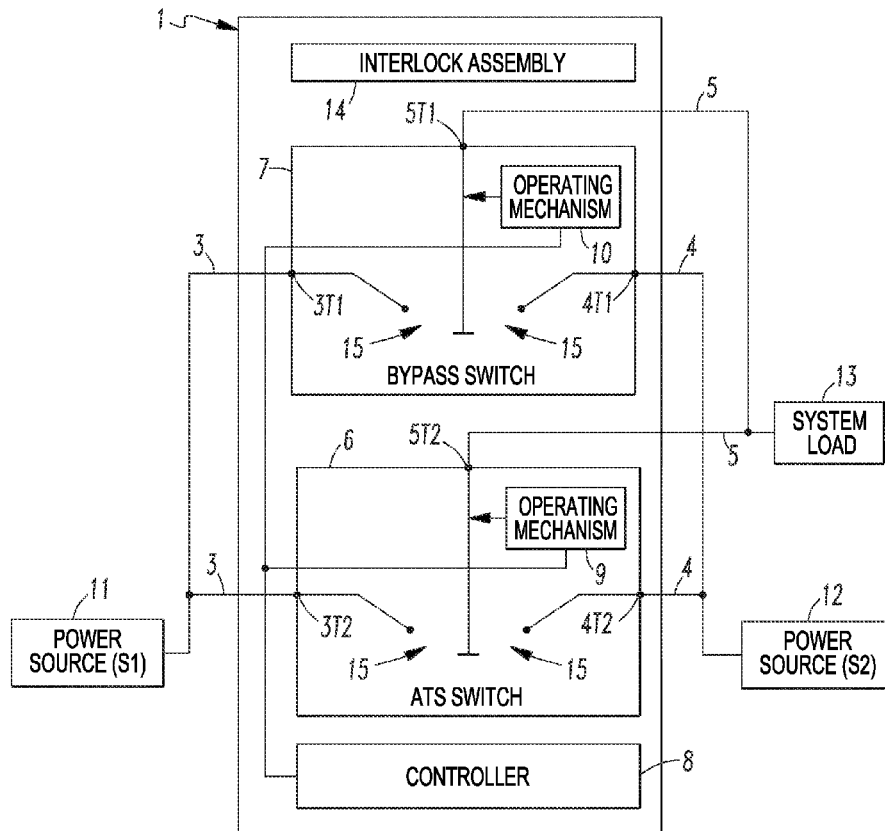 1
INTERLOCK ASSEMBLY
14
5T1
5
7
OPERATING
MECHANISM
10
3
4
3T1
4T1
15
15
BYPASS SWITCH
13
SYSTEM
LOAD
6
5T2
5
OPERATING
MECHANISM
9
3
4
11
POWER
SOURCE (S1)
3T2
4T2
12
POWER
SOURCE (S2)
15
15
ATS SWITCH
CONTROLLER
8